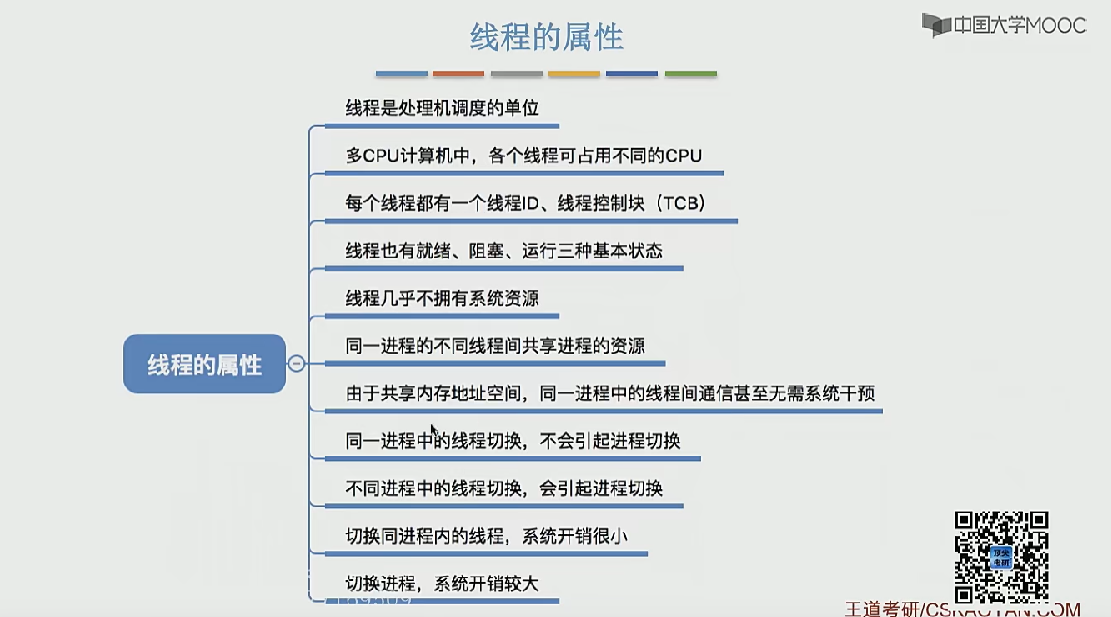 线程的属性
中国大学MOOC
线程是处理机调度的单位
多CPU计算机中，各个线程可占用不同的CPU
每个线程都有一个线程ID、线程控制块（TCB）
线程也有就绪、阻塞、运行三种基本状态
线程几乎不拥有系统资源
同一进程的不同线程间共享进程的资源
线程的属性
由于共享内存地址空间，同一进程中的线程间通信甚至无需系统干预
同一进程中的线程切换，不会引起进程切换
不同进程中的线程切换，会引起进程切换
切换同进程内的线程，系统开销很小
切换进程，系统开销较大
王道考研/CSKAOYAN.COM